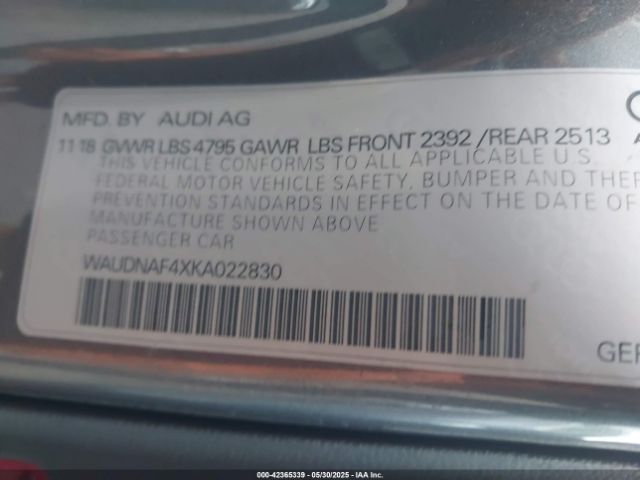 MFD. BY AUDI AG
11 18 GVWR LBS 4795 GAWR LBS FRONT 2392 /REAR 2513
THIS VEHICLE CONFORMS TO ALL APPLICABLE U.S.
FEDERAL MOTOR VEHICLE SAFETY, BUMPER AND THEF
PREVENTION STANDARDS IN EFFECT ON THE DATE OF
MANUFACTURE SHOWN ABOVE
PASSENGER CAR
WAUDNAF4XKA022830
GER
000-42365339 - 05/30/2025 - IAA Inc.